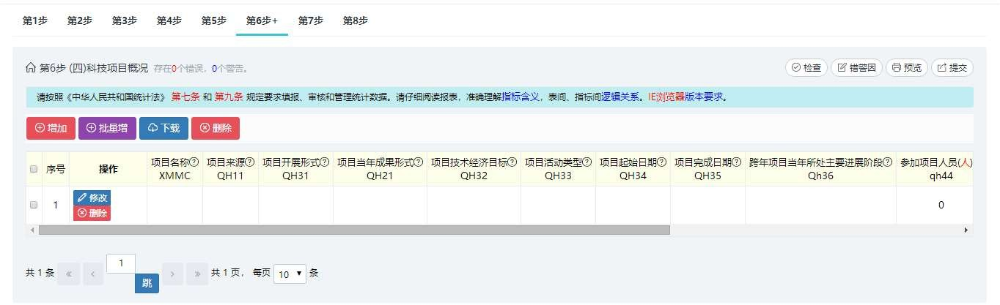 第1步 第2步 第3步 第4步 第5步 第6步+ 第7步 第8步
第6步 (四)科技项目概况 存在0个错误，0个警告。 检查 错警因 预览 提交
请按照《中华人民共和国统计法》 第七条 和 第九条 规定要求填报、审核和管理统计数据。请仔细阅读报表，准确理解指标含义，表间、指标间逻辑关系。IE浏览器版本要求。
增加 批量增 下载 删除
序号 操作 项目名称? 项目来源? 项目开展形式? 项目当年成果形式? 项目技术经济目标? 项目活动类型? 项目起始日期? 项目完成日期? 跨年项目当年所处主要进展阶段? 参加项目人员(人)
XMMC QH11 QH31 QH21 QH32 QH33 QH34 QH35 Qh36 qh44
1 修改 0
删除
共 1 条 « ‹ 1 跳 › » 共 1 页， 每页 10 条